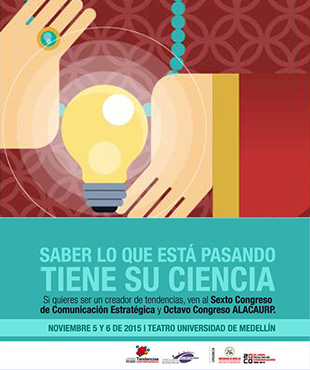 SABER LO QUE ESTÁ PASANDO
TIENE SU CIENCIA
Si quieres ser un creador de tendencias, ven al Sexto Congreso
de Comunicación Estratégica y Octavo Congreso ALACAURP.
NOVIEMBRE 5 Y 6 DE 2015 I TEATRO UNIVERSIDAD DE MEDELLÍN
Tendencias